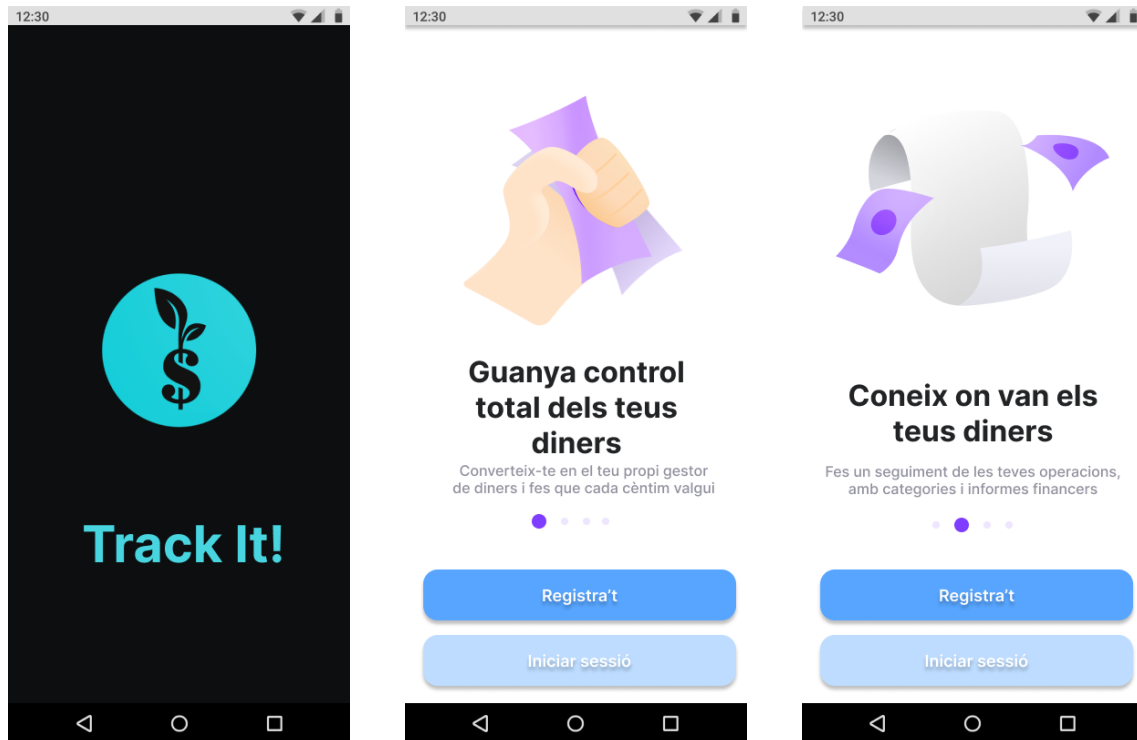 12:30
Track It!
12:30
Guanya control
total dels teus
diners
Converteix-te en el teu propi gestor
de diners i fes que cada cèntim valgui
Registra’t
Iniciar sessió
12:30
Coneix on van els
teus diners
Fes un seguiment de les teves operacions,
amb categories i informes financers
Registra’t
Iniciar sessió